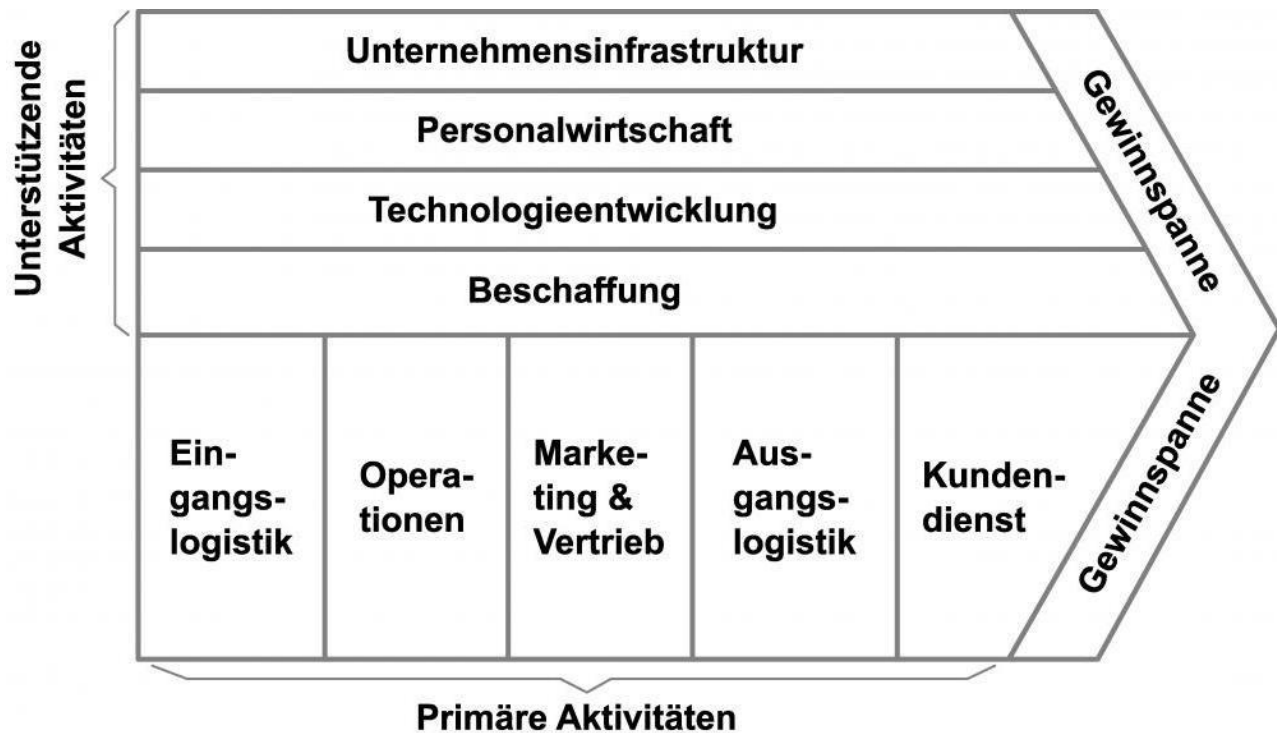 Unterstützende
Aktivitäten
Unternehmensinfrastruktur
Personalwirtschaft
Technologieentwicklung
Beschaffung
Gewinnspanne
Ein-
gangs-
logistik
Opera-
tionen
Marke-
ting &
Vertrieb
Aus-
gangs-
logistik
Kunden-
dienst
Gewinnspanne
Primäre Aktivitäten